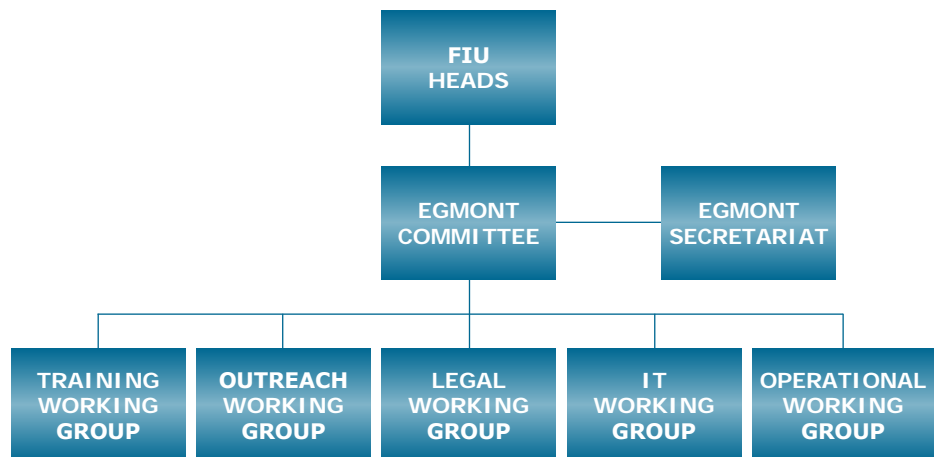 FIU
HEADS
EGMONT
COMMITTEE
EGMONT
SECRETARIAT
TRAINING
WORKING
GROUP
OUTREACH
WORKING
GROUP
LEGAL
WORKING
GROUP
IT
WORKING
GROUP
OPERATIONAL
WORKING
GROUP